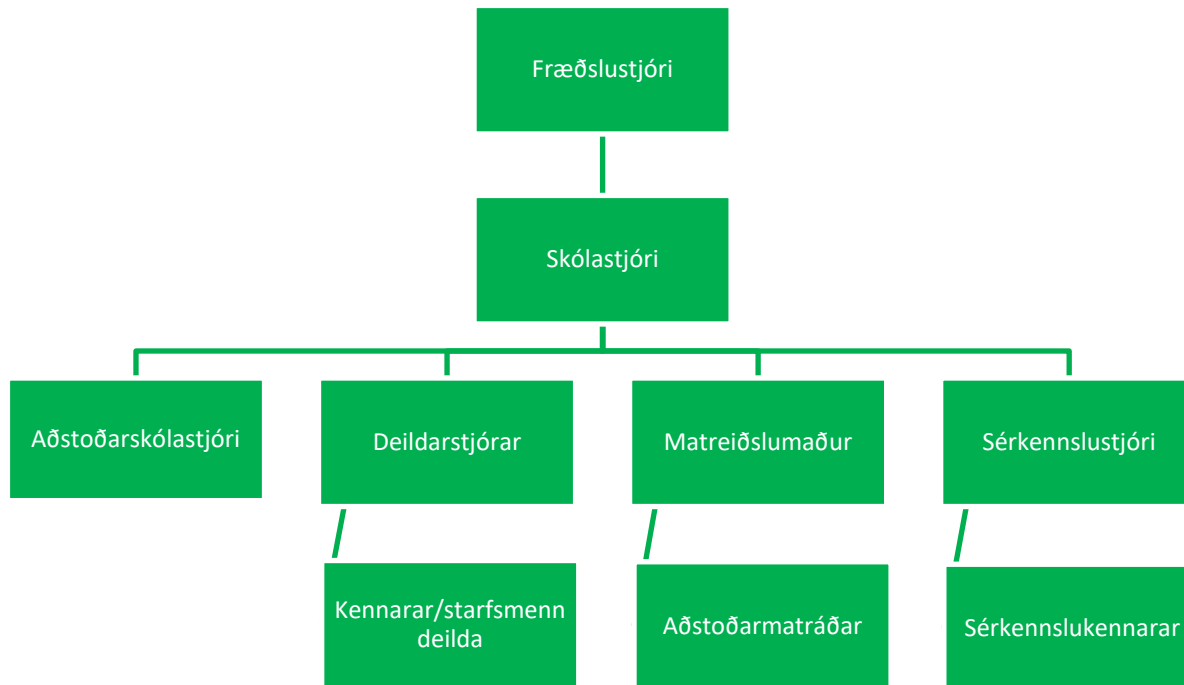 Fræðslustjóri
Skólastjóri
Aðstoðarskólastjóri
Deildarstjórar
Matreiðslumaður
Sérkennslustjóri
Kennarar/starfsmenn
deilda
Aðstoðarmatráðar
Sérkennslukennarar